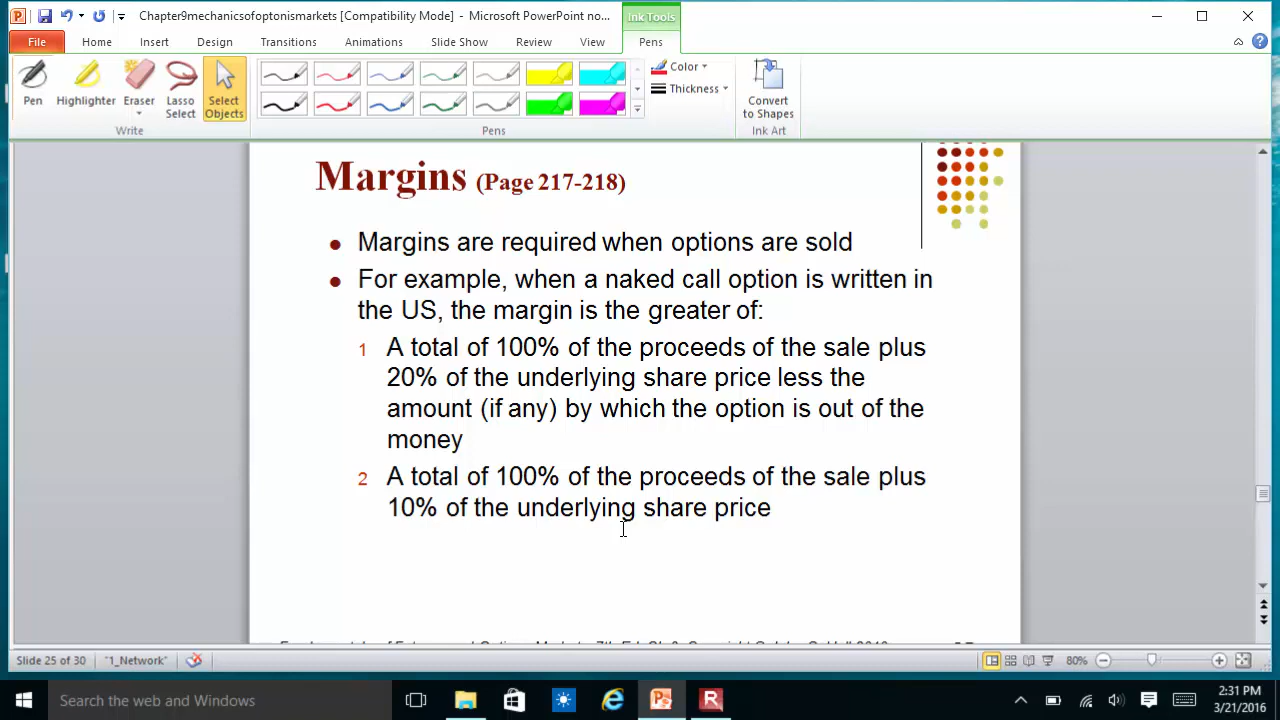 Chapter9mechanicsofoptonismarkets [Compatibility Mode] - Microsoft PowerPoint no...
Ink Tools
File Home Insert Design Transitions Animations Slide Show Review View Pens
Pen Highlighter Eraser Lasso Select Select Objects
Color
Thickness
Convert to Shapes
Write Pens Ink Art
Margins (Page 217-218)
Margins are required when options are sold
For example, when a naked call option is written in
the US, the margin is the greater of:
1 A total of 100% of the proceeds of the sale plus
20% of the underlying share price less the
amount (if any) by which the option is out of the
money
2 A total of 100% of the proceeds of the sale plus
10% of the underlying share price
Slide 25 of 30 "1_Network" 80%
Search the web and Windows
2:31 PM
3/21/2016